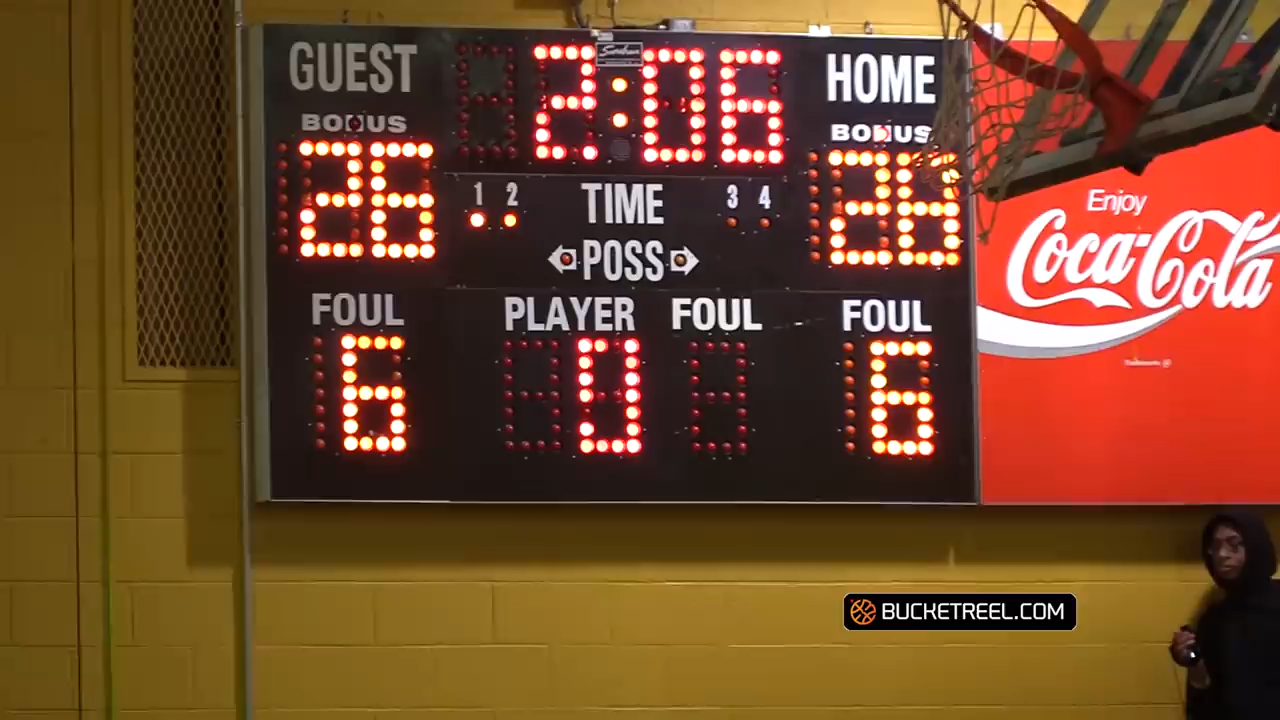 GUEST
2:06
HOME
BONUS
BONUS
26
1 2
TIME
3 4
26
POSS
FOUL
PLAYER
FOUL
FOUL
6
0
6
Enjoy
Coca-Cola
BUCKETREEL.COM